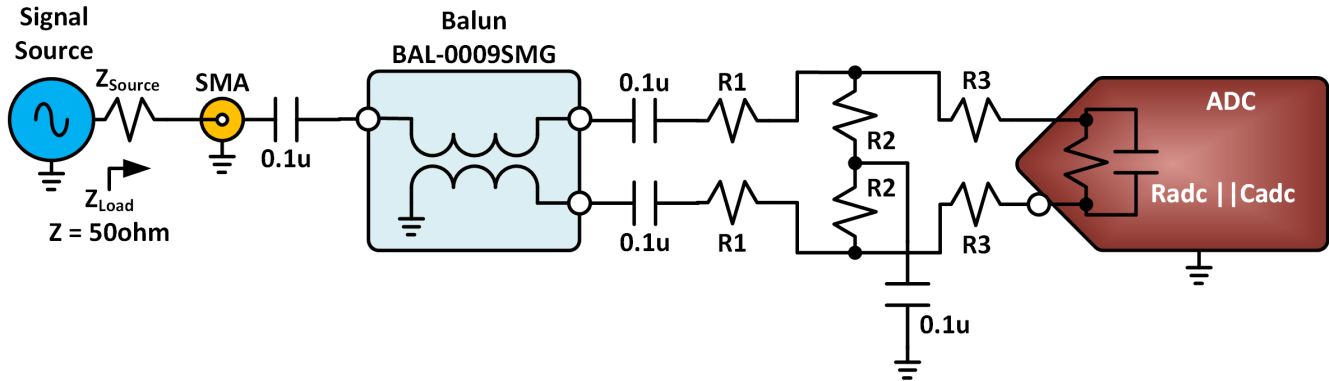 Signal
Source
ZSource
SMA
0.1u
ZLoad
Z = 50ohm
Balun
BAL-0009SMG
0.1u
R1
0.1u
R1
R2
R2
0.1u
R3
R3
ADC
Radc ||Cadc